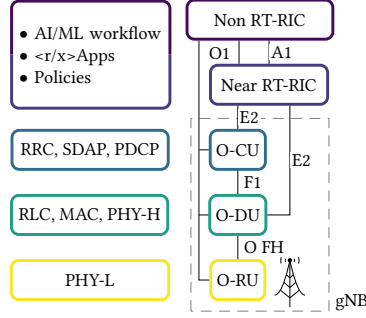 Non RT-RIC
• AI/ML workflow
• <r/x>Apps
• Policies
O1
A1
Near RT-RIC
E2
RRC, SDAP, PDCP
O-CU
E2
F1
RLC, MAC, PHY-H
O-DU
O FH
PHY-L
O-RU
gNB